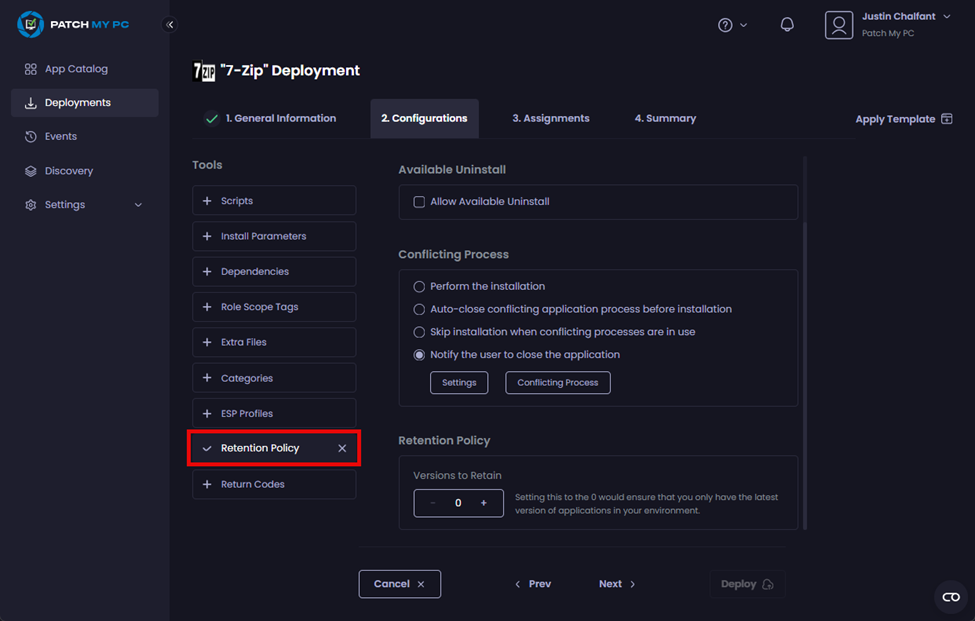 PATCH MY PC
Justin Chalfant
Patch My PC
App Catalog
Deployments
Events
Discovery
Settings
7ZIP "7-Zip" Deployment
1. General Information
2. Configurations
3. Assignments
4. Summary
Apply Template
Tools
+ Scripts
+ Install Parameters
+ Dependencies
+ Role Scope Tags
+ Extra Files
+ Categories
+ ESP Profiles
Retention Policy
+ Return Codes
Available Uninstall
Allow Available Uninstall
Conflicting Process
Perform the installation
Auto-close conflicting application process before installation
Skip installation when conflicting processes are in use
Notify the user to close the application
Settings
Conflicting Process
Retention Policy
Versions to Retain
- 0 +
Setting this to the 0 would ensure that you only have the latest
version of applications in your environment.
Cancel
Prev
Next
Deploy